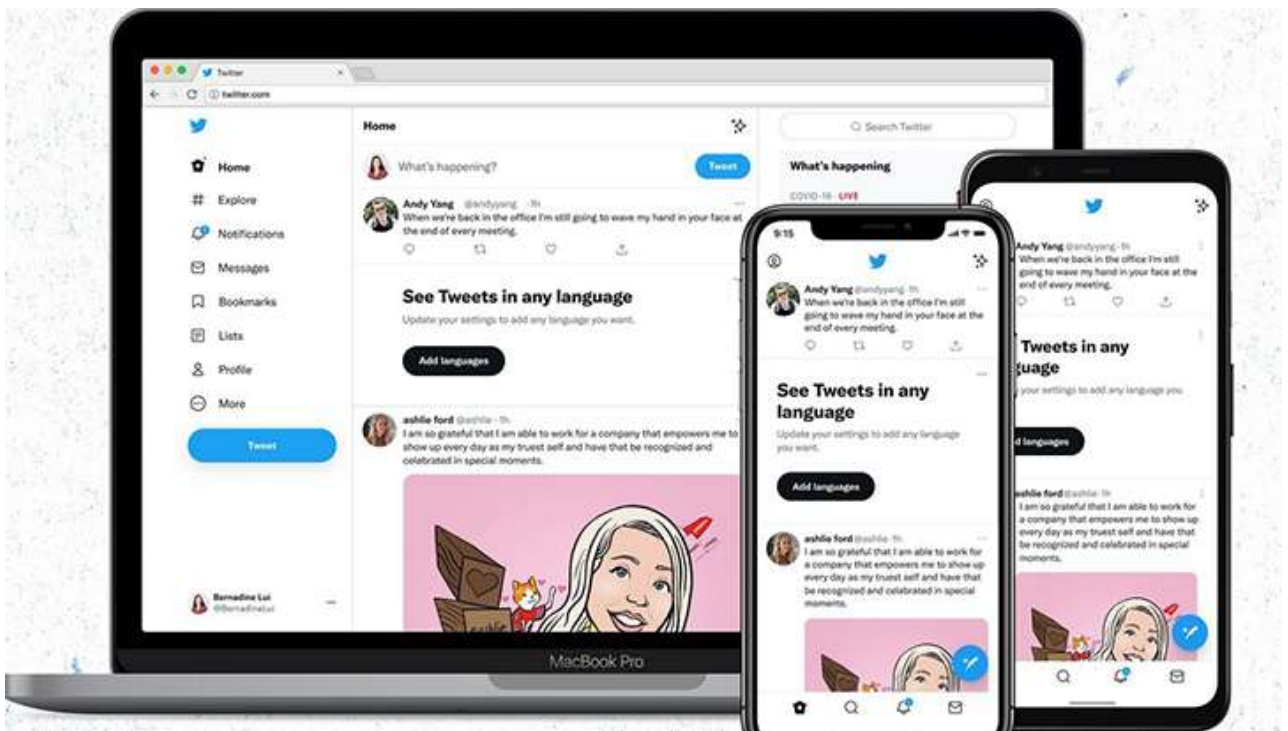 Twitter
twitter.com
Home
Explore
Notifications
Messages
Bookmarks
Lists
Profile
More
Tweet
Bernadine Lui
@BernadineLui
Home
What's happening?
Tweet
Andy Yang @andyyang · 1h
When we're back in the office I'm still going to wave my hand in your face at
the end of every meeting.
See Tweets in any language
Update your settings to add any language you want.
Add languages
ashlie ford @ashlie · 1h
I am so grateful that I am able to work for a company that empowers me to
show up every day as my truest self and have that be recognized and
celebrated in special moments.
Search Twitter
What's happening
COVID-19 · LIVE
MacBook Pro
9:15
Andy Yang @andyyang · 1h
When we're back in the office I'm still
going to wave my hand in your face at the
end of every meeting.
See Tweets in any
language
Update your settings to add any language
you want.
Add languages
ashlie ford @ashlie · 1h
I am so grateful that I am able to work for
a company that empowers me to show up
every day as my truest self and have that
be recognized and celebrated in special
moments.
Andy Yang @andyyang · 1h
When we're back in the office I'm still
going to wave my hand in your face at the
end of every meeting.
Tweets in any
guage
your settings to add any language you
d languages
ashlie ford @ashlie · 1h
I am so grateful that I am able to work for
a company that empowers me to show up
every day as my truest self and have that
be recognized and celebrated in special
moments.